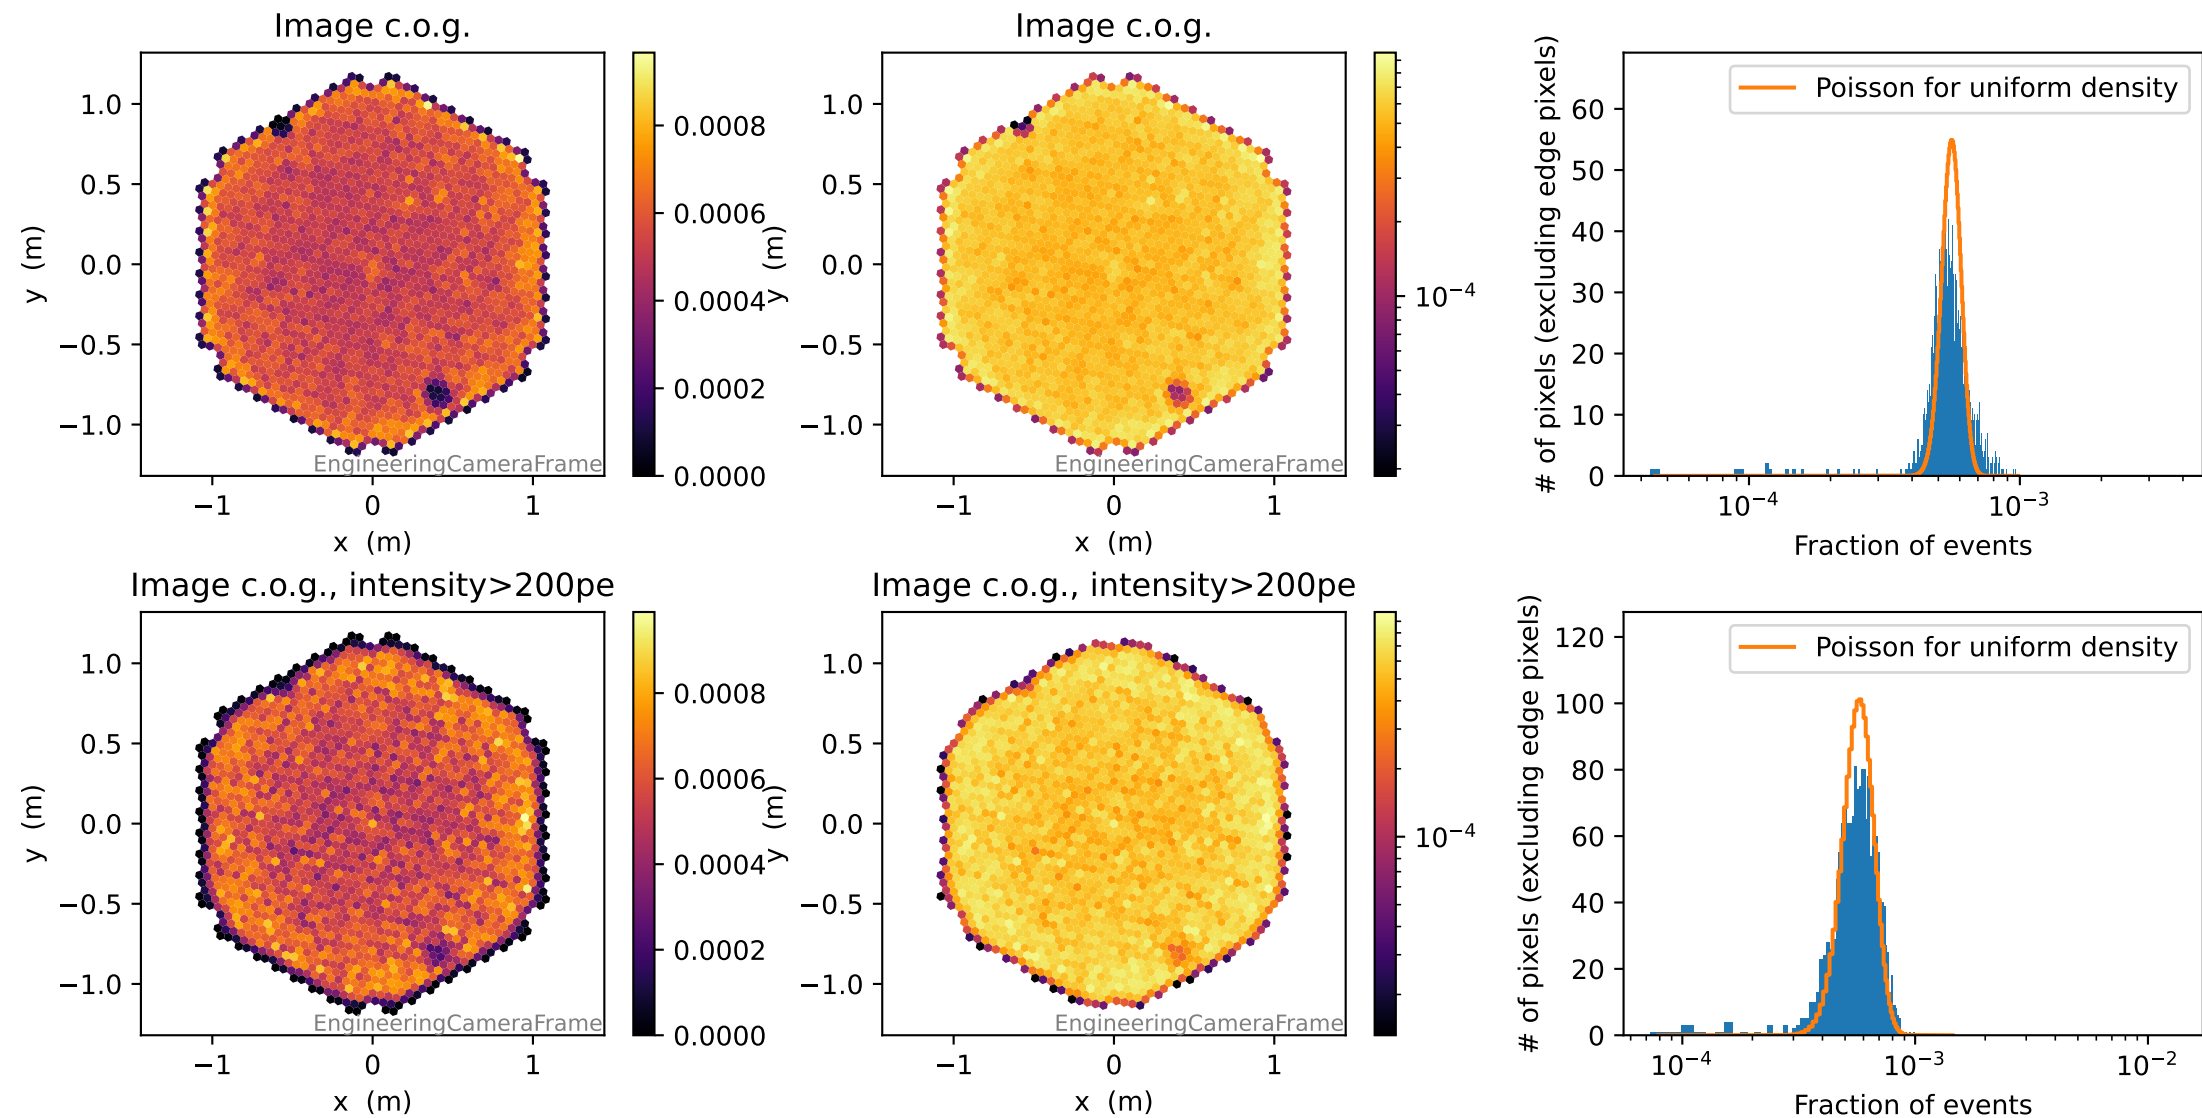 Image c.o.g.
1.0
0.5
0.0
−0.5
−1.0
y (m)
−1 0 1
x (m)
EngineeringCameraFrame
0.0008
0.0006
0.0004
0.0002
0.0000
Image c.o.g.
1.0
0.5
0.0
−0.5
−1.0
y (m)
−1 0 1
x (m)
EngineeringCameraFrame
10⁻⁴
Poisson for uniform density
60
50
40
30
20
10
0
# of pixels (excluding edge pixels)
10⁻⁴ 10⁻³
Fraction of events
Image c.o.g., intensity>200pe
1.0
0.5
0.0
−0.5
−1.0
y (m)
−1 0 1
x (m)
EngineeringCameraFrame
0.0008
0.0006
0.0004
0.0002
0.0000
Image c.o.g., intensity>200pe
1.0
0.5
0.0
−0.5
−1.0
y (m)
−1 0 1
x (m)
EngineeringCameraFrame
10⁻⁴
Poisson for uniform density
120
100
80
60
40
20
0
# of pixels (excluding edge pixels)
10⁻⁴ 10⁻³ 10⁻²
Fraction of events